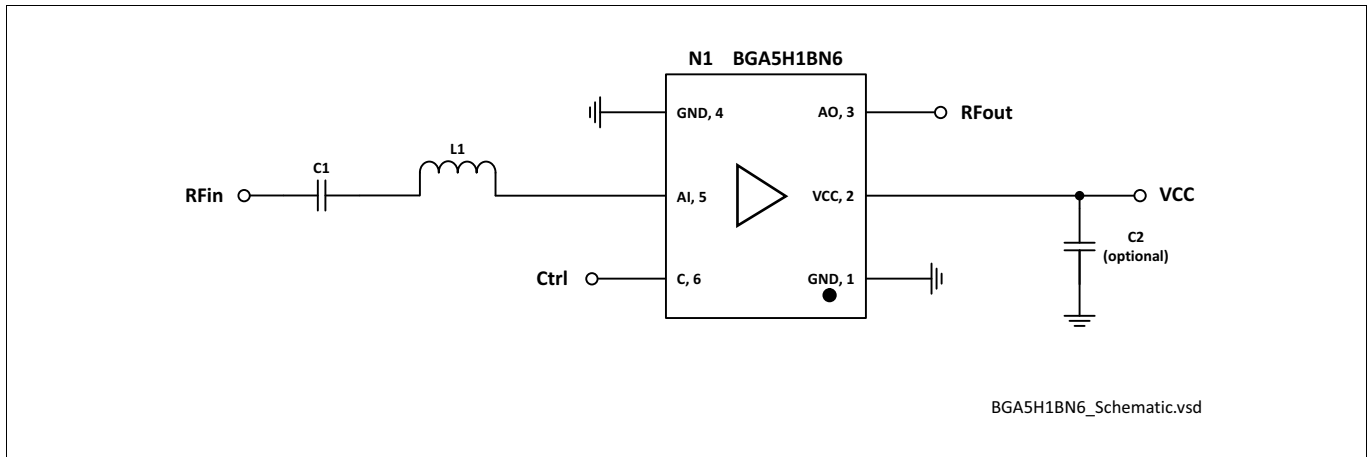 N1 BGA5H1BN6
GND, 4
AO, 3
RFout
L1
C1
RFin
AI, 5
VCC, 2
VCC
C2
(optional)
Ctrl
C, 6
GND, 1
BGA5H1BN6_Schematic.vsd